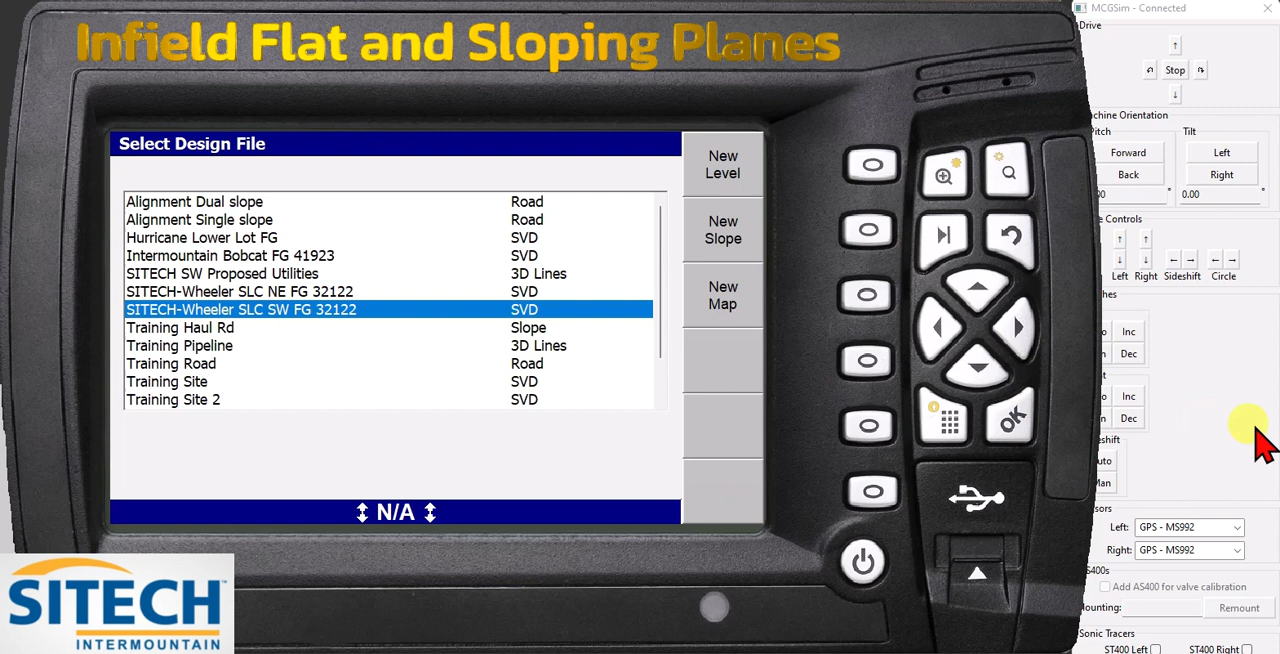 Infield Flat and Sloping Planes
Select Design File
Alignment Dual slope Road
Alignment Single slope Road
Hurricane Lower Lot FG SVD
Intermountain Bobcat FG 41923 SVD
SITECH SW Proposed Utilities 3D Lines
SITECH-Wheeler SLC NE FG 32122 SVD
SITECH-Wheeler SLC SW FG 32122 SVD
Training Haul Rd Slope
Training Pipeline 3D Lines
Training Road Road
Training Site SVD
Training Site 2 SVD
N/A
New
Level
New
Slope
New
Map
OK
SITECH
INTERMOUNTAIN
MCGSim - Connected
Drive
Stop
Machine Orientation
Pitch Tilt
Forward Left
Back Right
0.00 °
Controls
Left Right Sideshift Circle
Inc
Dec
Inc
Dec
Auto
Man
Left: GPS - MS992
Right: GPS - MS992
AS400s
Add AS400 for valve calibration
Mounting: Remount
Sonic Tracers
ST400 Left ST400 Right